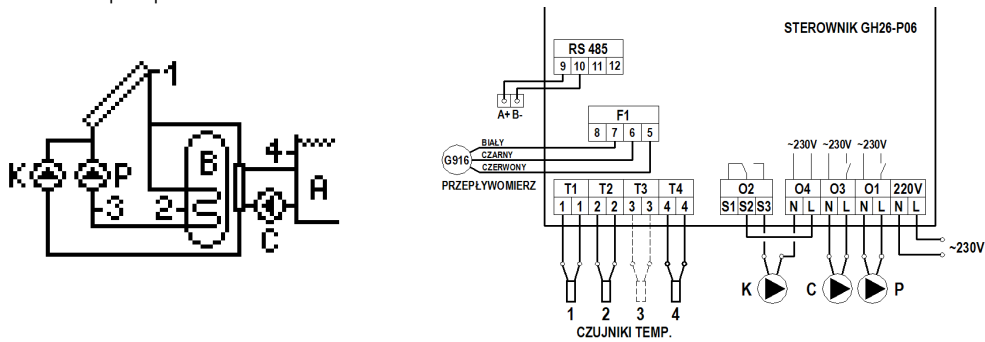 1
4
K
P
B
A
3
2
C
STEROWNIK GH26-P06
RS 485
9 10 11 12
A+ B-
F1
8 7 6 5
BIAŁY
CZARNY
CZERWONY
G916
PRZEPŁYWOMIERZ
T1 T2 T3 T4
1 1 2 2 3 3 4 4
~230V ~230V ~230V
O2 O4 O3 O1 220V
S1 S2 S3 N L N L N L N L
~230V
K C P
1 2 3 4
CZUJNIKI TEMP.